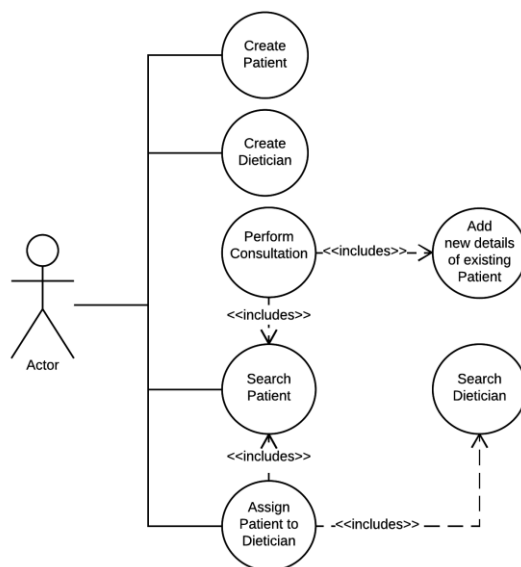 Create
Patient
Create
Dietician
Perform
Consultation
<<includes>>
Add
new details
of existing
Patient
<<includes>>
Actor
Search
Patient
Search
Dietician
<<includes>>
Assign
Patient to
Dietician
<<includes>>